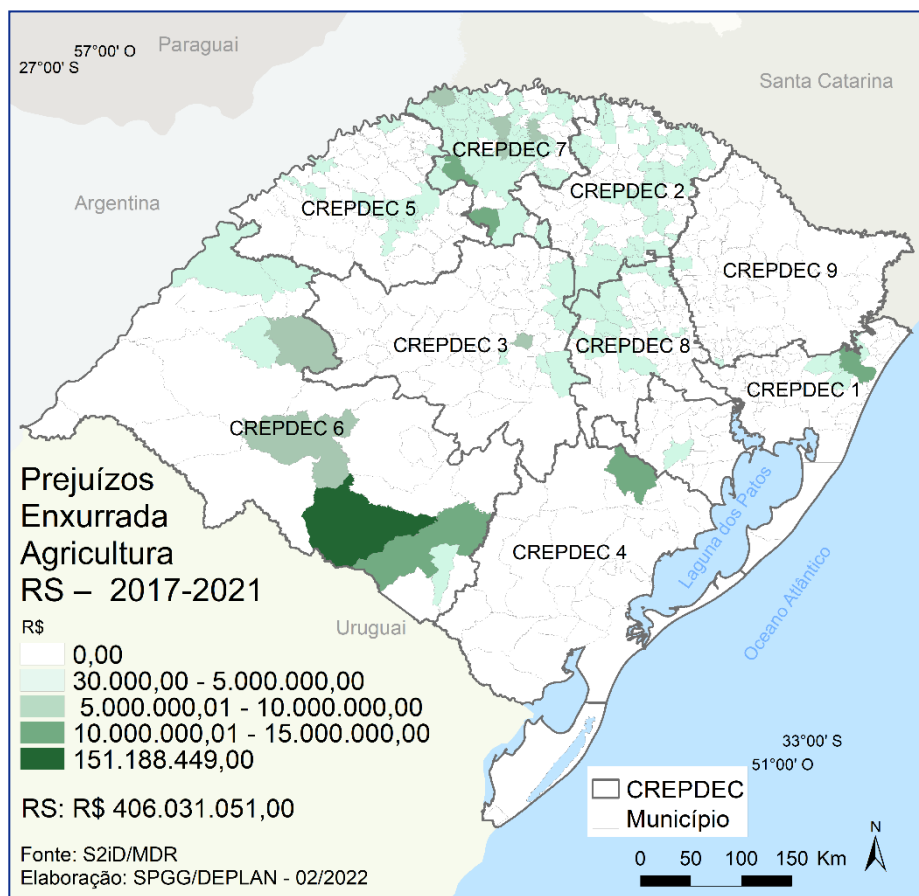 57°00' O
27°00' S
Paraguai
Santa Catarina
Argentina
CREPDEC 7
CREPDEC 2
CREPDEC 5
CREPDEC 9
CREPDEC 3
CREPDEC 8
CREPDEC 1
CREPDEC 6
CREPDEC 4
Laguna dos Patos
Oceano Atlântico
Uruguai
Prejuízos
Enxurrada
Agricultura
RS – 2017-2021
R$
0,00
30.000,00 - 5.000.000,00
5.000.000,01 - 10.000.000,00
10.000.000,01 - 15.000.000,00
151.188.449,00
RS: R$ 406.031.051,00
Fonte: S2iD/MDR
Elaboração: SPGG/DEPLAN - 02/2022
33°00' S
51°00' O
CREPDEC
Município
N
0 50 100 150 Km